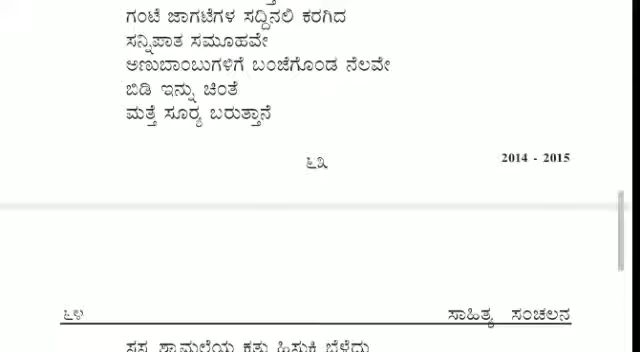 ಗಂಟೆ ಜಾಗಟೆಗಳ ಸದ್ದಿನಲಿ ಕರಗಿದ
ಸನ್ನಿಪಾತ ಸಮೂಹವೇ
ಅಣುಬಾಂಬುಗಳಿಗೆ ಬಂಜೆಗೊಂಡ ನೆಲವೇ
ಬಿಡಿ ಇನ್ನು ಚಿಂತೆ
ಮತ್ತೆ ಸೂರ್‍ಯ ಬರುತ್ತಾನೆ
೬೩ 2014 - 2015
೬೪ ಸಾಹಿತ್ಯ ಸಂಚಲನ